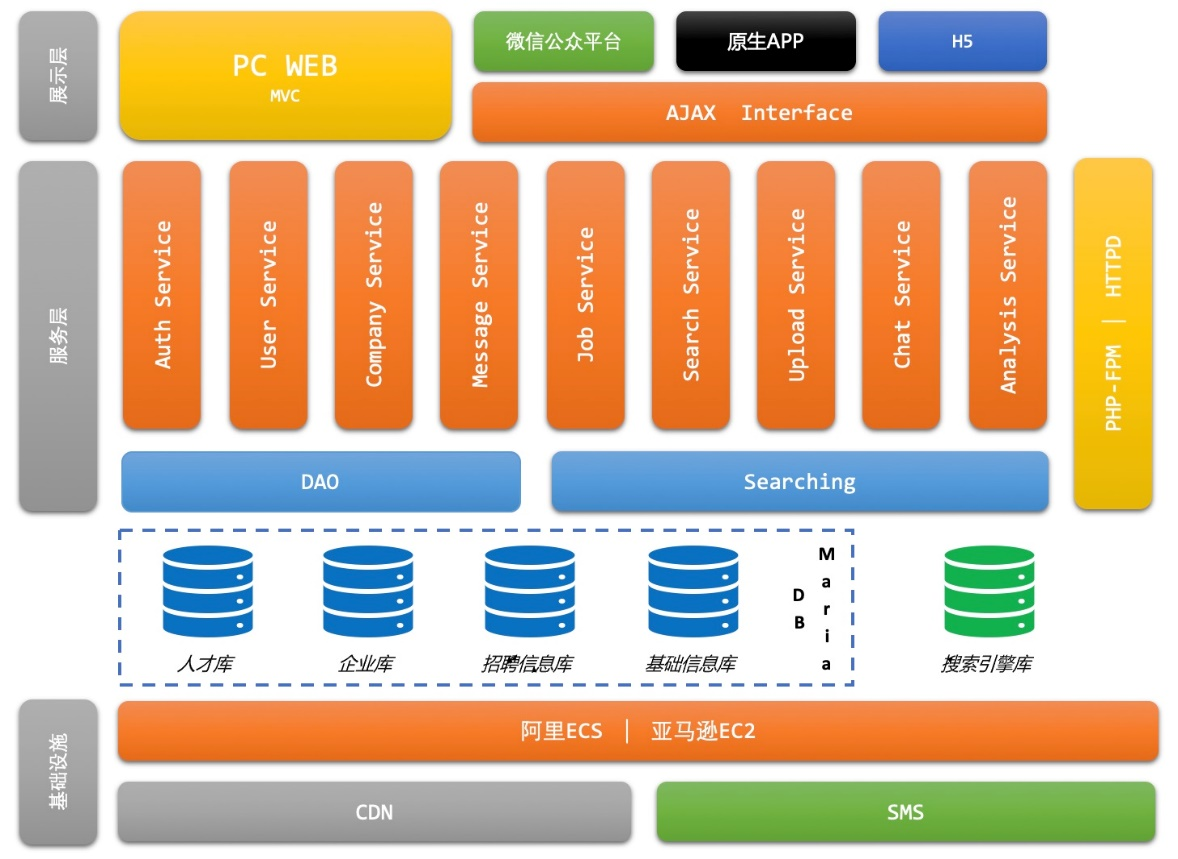 展示层
PC WEB
MVC
微信公众平台
原生APP
H5
AJAX Interface
服务层
Auth Service
User Service
Company Service
Message Service
Job Service
Search Service
Upload Service
Chat Service
Analysis Service
PHP-FPM | HTTPD
DAO
Searching
人才库
企业库
招聘信息库
基础信息库
Maria
DB
搜索引擎库
基础设施
阿里ECS | 亚马逊EC2
CDN
SMS